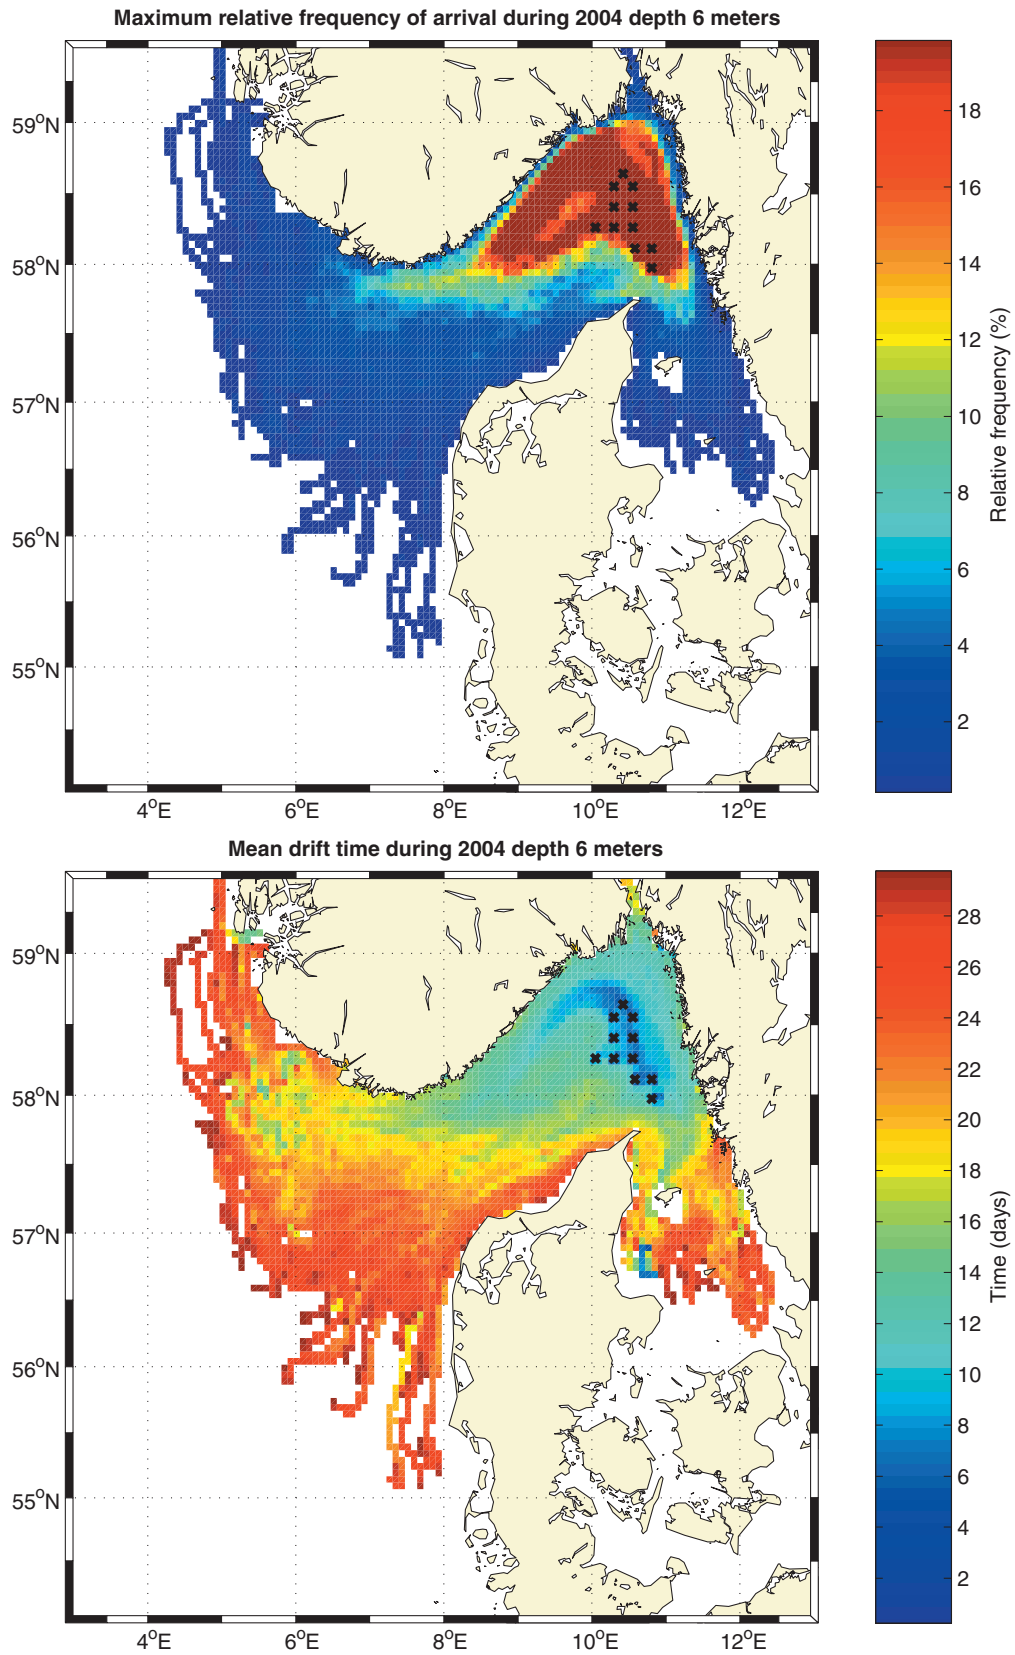 Maximum relative frequency of arrival during 2004 depth 6 meters
59°N
58°N
57°N
56°N
55°N
4°E 6°E 8°E 10°E 12°E
18
16
14
12
10
8
6
4
2
Relative frequency (%)
Mean drift time during 2004 depth 6 meters
59°N
58°N
57°N
56°N
55°N
4°E 6°E 8°E 10°E 12°E
28
26
24
22
20
18
16
14
12
10
8
6
4
2
Time (days)